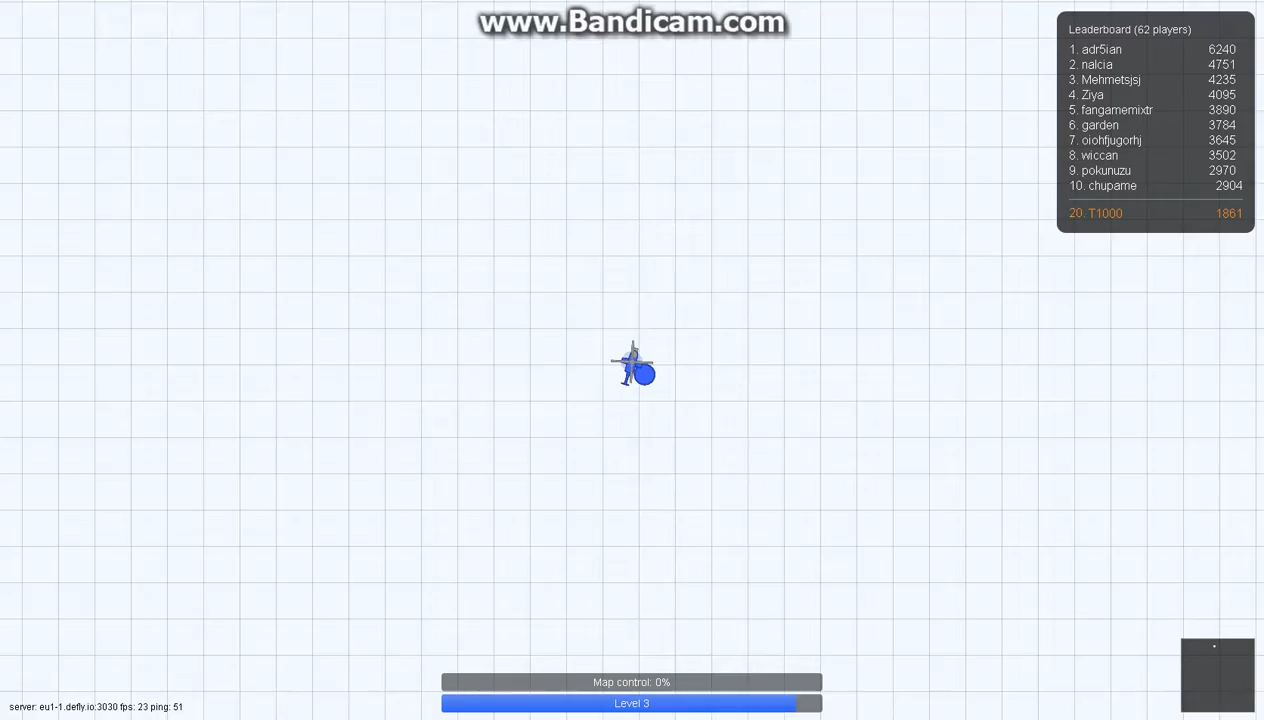 www.Bandicam.com
Leaderboard (62 players)
1. adr5ian 6240
2. nalcia 4751
3. Mehmetsjsj 4235
4. Ziya 4095
5. fangamemixtr 3890
6. garden 3784
7. oiohfjugorhj 3645
8. wiccan 3502
9. pokunuzu 2970
10. chupame 2904
20. T1000 1861
Map control: 0%
Level 3
server: eu1-1.defly.io:3030 fps: 23 ping: 51